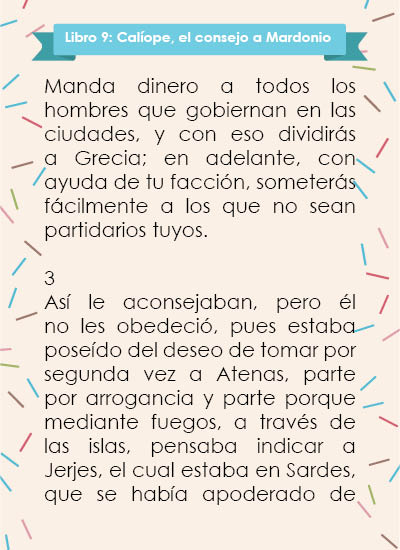 Libro 9: Calíope, el consejo a Mardonio
Manda dinero a todos los
hombres que gobiernan en las
ciudades, y con eso dividirás
a Grecia; en adelante, con
ayuda de tu facción, someterás
fácilmente a los que no sean
partidarios tuyos.
3
Así le aconsejaban, pero él
no les obedeció, pues estaba
poseído del deseo de tomar por
segunda vez a Atenas, parte
por arrogancia y parte porque
mediante fuegos, a través de
las islas, pensaba indicar a
Jerjes, el cual estaba en Sardes,
que se había apoderado de